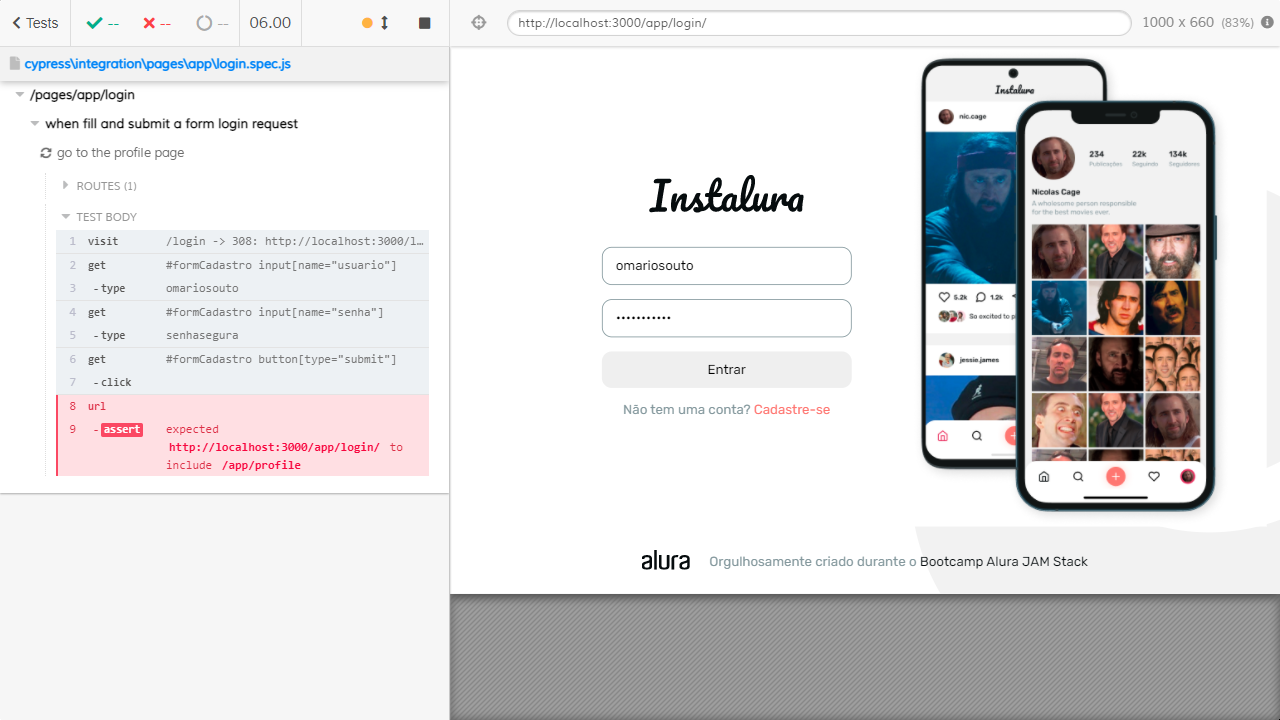 Tests
--
--
--
06.00
http://localhost:3000/app/login/
1000 x 660 (83%)
cypress\integration\pages\app\login.spec.js
/pages/app/login
when fill and submit a form login request
go to the profile page
ROUTES (1)
TEST BODY
1 visit /login -> 308: http://localhost:3000/l…
2 get #formCadastro input[name="usuario"]
3 -type omariosouto
4 get #formCadastro input[name="senha"]
5 -type senhasegura
6 get #formCadastro button[type="submit"]
7 -click
8 url
9 -assert expected
http://localhost:3000/app/login/ to
include /app/profile
Instalura
omariosouto
•••••••••••
Entrar
Não tem uma conta? Cadastre-se
Instalura
nic.cage
5.2k 1.2k
So excited to p
jessie.james
234 22k 134k
Publicações Seguindo Seguidores
Nicolas Cage
A wholesome person responsible
for the best movies ever.
alura Orgulhosamente criado durante o Bootcamp Alura JAM Stack